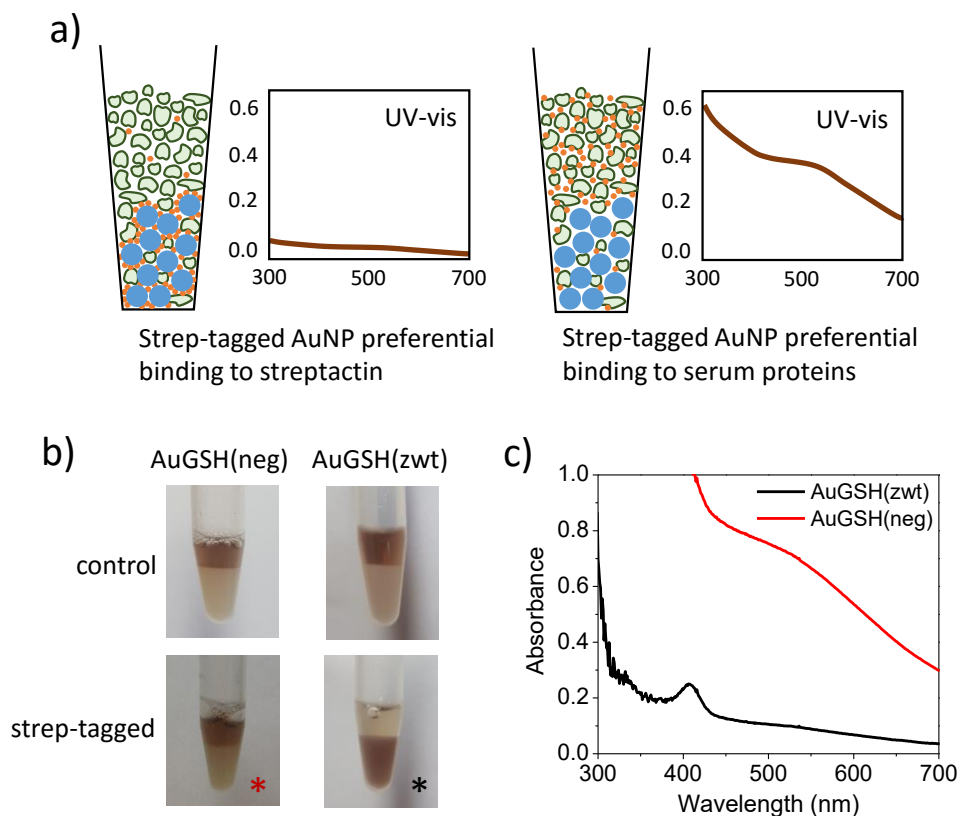 a)
0.6
0.4
0.2
0.0
UV-vis
300
500
700
Strep-tagged AuNP preferential
binding to streptactin
0.6
0.4
0.2
0.0
UV-vis
300
500
700
Strep-tagged AuNP preferential
binding to serum proteins
b)
AuGSH(neg)
AuGSH(zwt)
control
strep-tagged
*
*
c)
Absorbance
1.0
0.8
0.6
0.4
0.2
0.0
AuGSH(zwt)
AuGSH(neg)
300
400
500
600
700
Wavelength (nm)